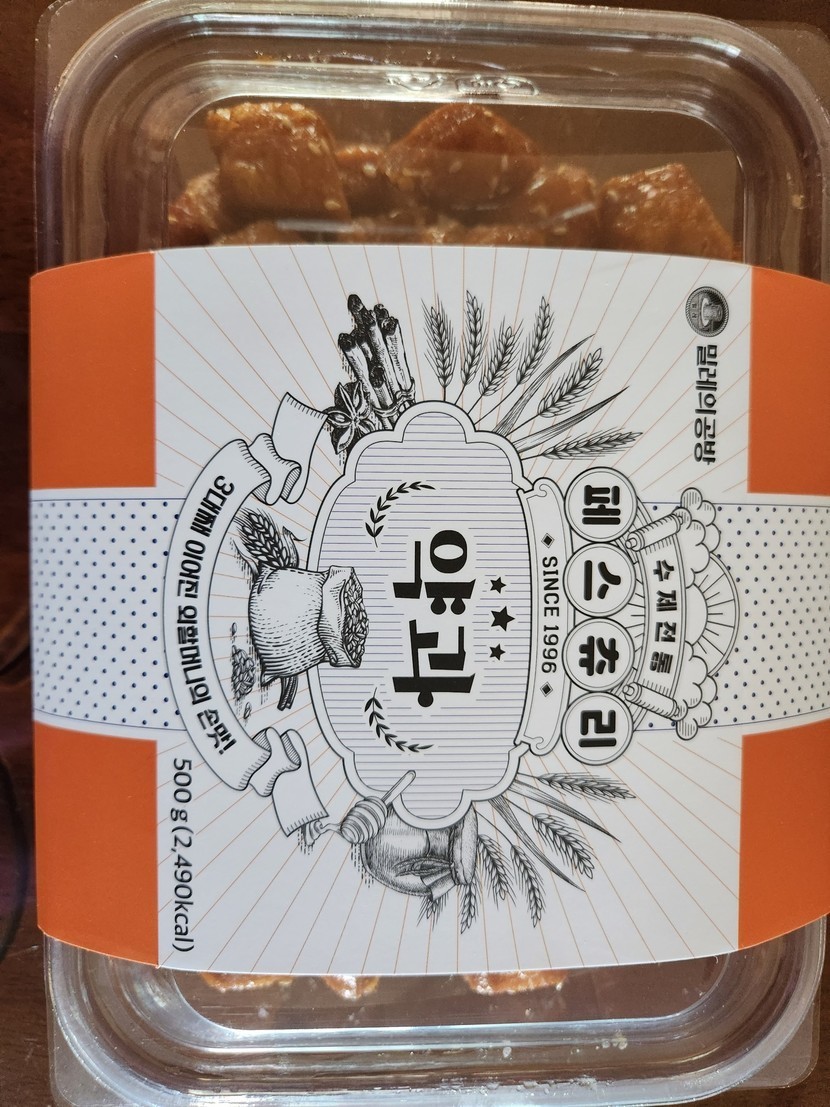 밀레의공방
수제전통
페스츄리
SINCE 1996
약과
3대째 이어진 외할머니의 손맛!
500 g (2,490kcal)